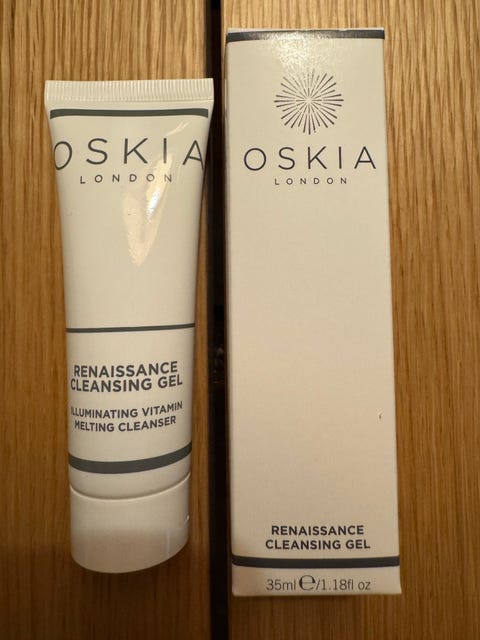 OSKIA
LONDON
RENAISSANCE
CLEANSING GEL
ILLUMINATING VITAMIN
MELTING CLEANSER
OSKIA
LONDON
RENAISSANCE
CLEANSING GEL
35ml ℮/1.18fl oz